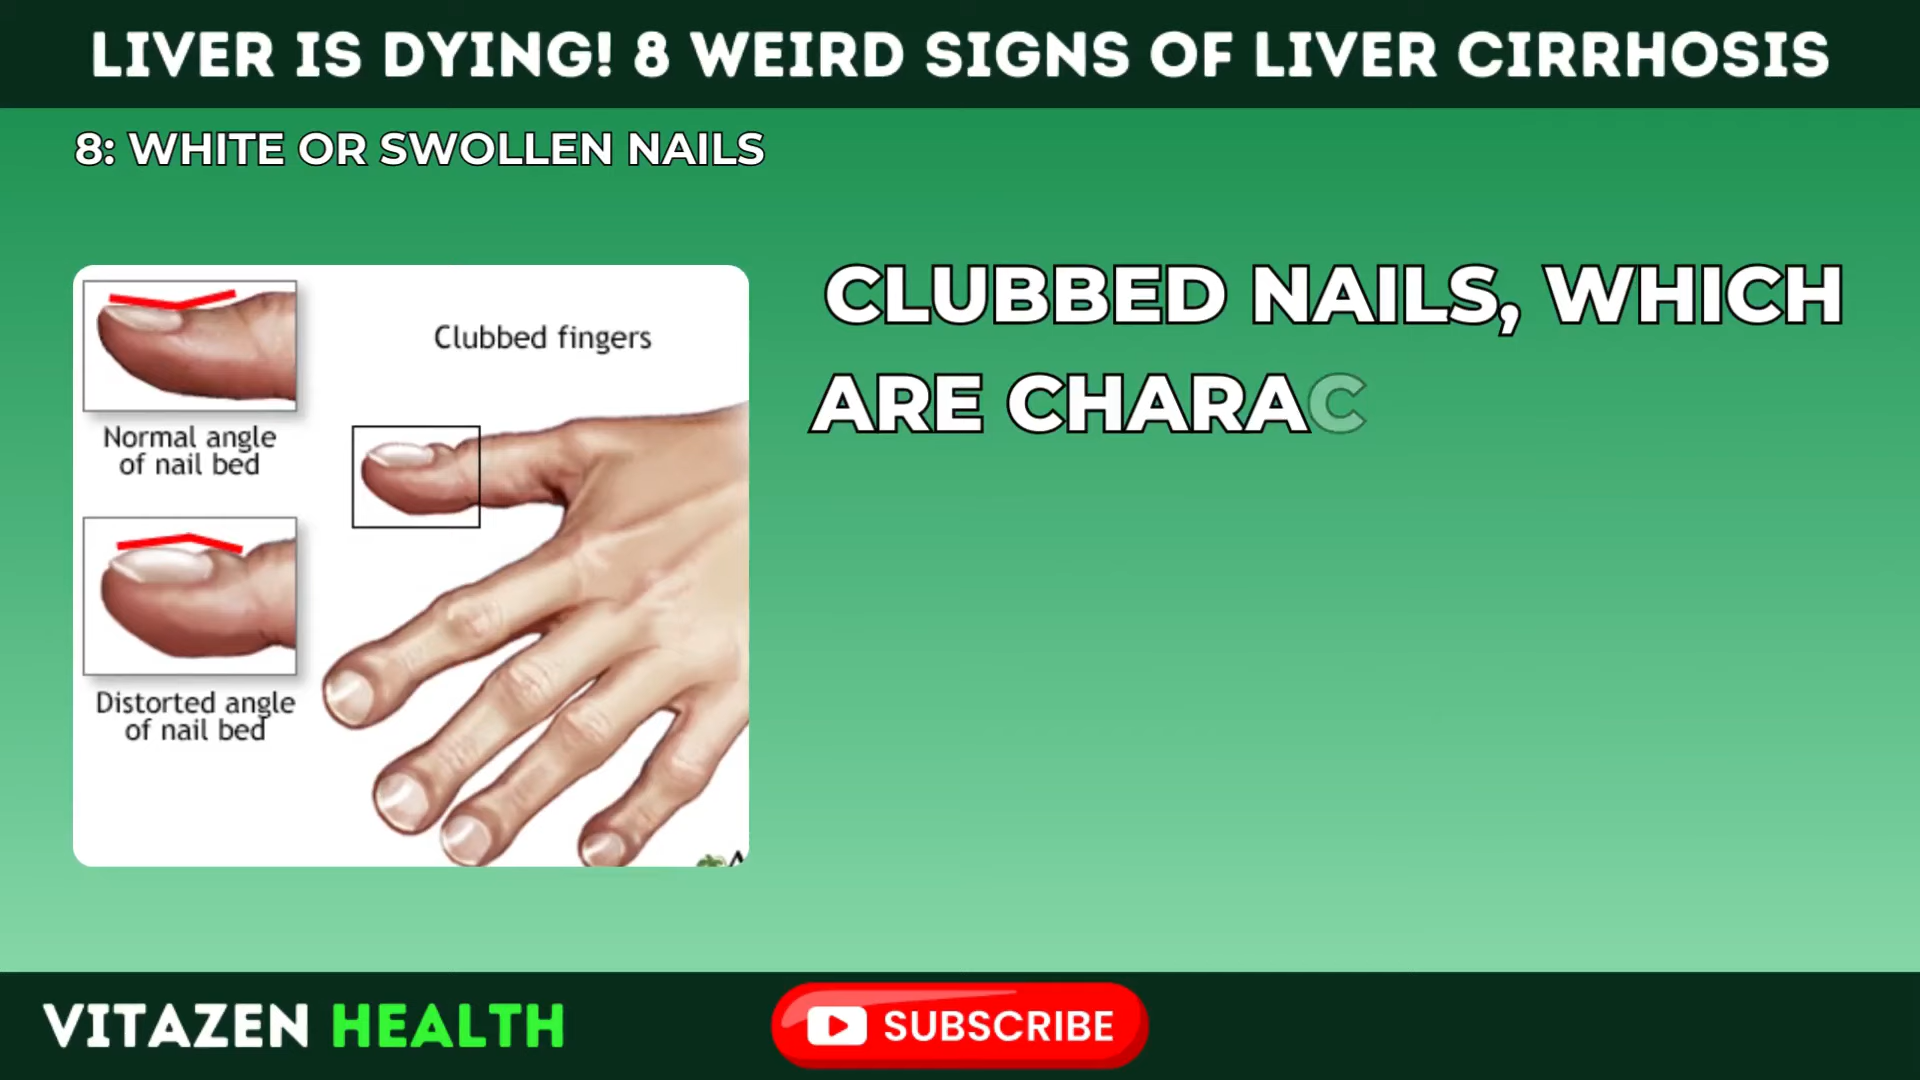 LIVER IS DYING! 8 WEIRD SIGNS OF LIVER CIRRHOSIS
8: WHITE OR SWOLLEN NAILS
Clubbed fingers
Normal angle
of nail bed
Distorted angle
of nail bed
CLUBBED NAILS, WHICH
ARE CHARAC
VITAZEN HEALTH
SUBSCRIBE